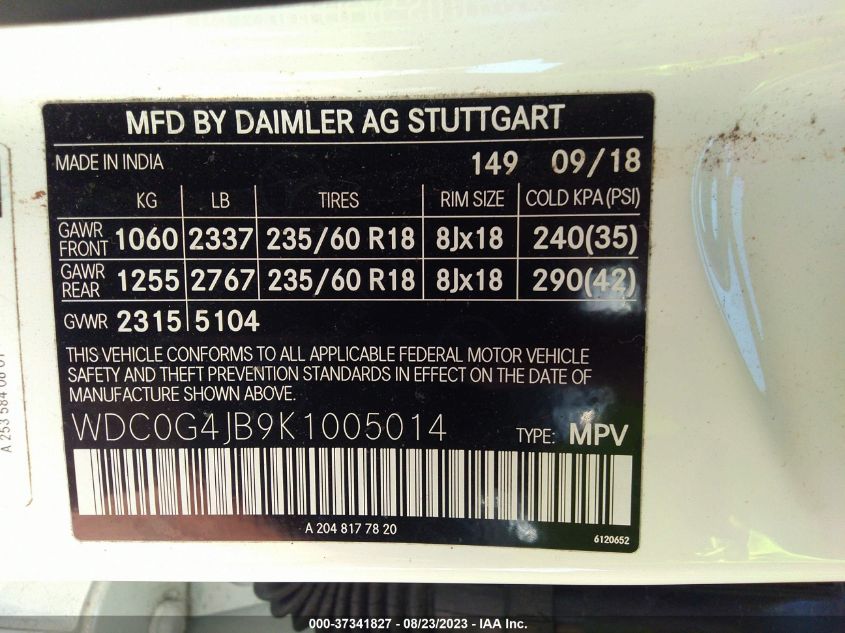 MFD BY DAIMLER AG STUTTGART
MADE IN INDIA 149 09/18
KG LB TIRES RIM SIZE COLD KPA (PSI)
GAWR FRONT 1060 2337 235/60 R18 8Jx18 240(35)
GAWR REAR 1255 2767 235/60 R18 8Jx18 290(42)
GVWR 2315 5104
THIS VEHICLE CONFORMS TO ALL APPLICABLE FEDERAL MOTOR VEHICLE
SAFETY AND THEFT PREVENTION STANDARDS IN EFFECT ON THE DATE OF
MANUFACTURE SHOWN ABOVE.
WDC0G4JB9K1005014 TYPE: MPV
A 204 817 78 20
6120652
A 253 584
000-37341827 - 08/23/2023 - IAA Inc.